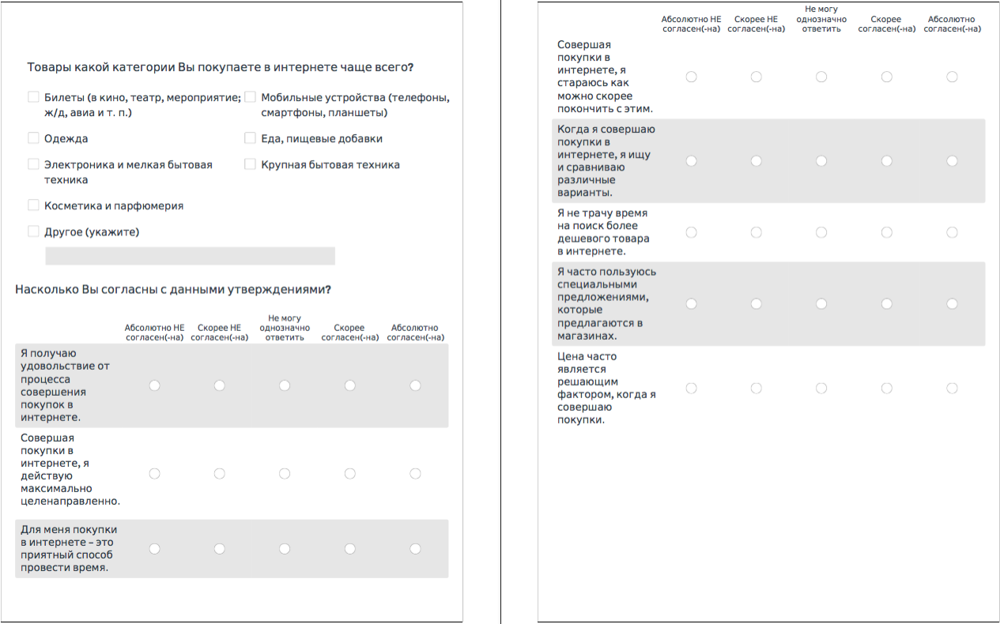 Товары какой категории Вы покупаете в интернете чаще всего?
Билеты (в кино, театр, мероприятие;
ж/д, авиа и т. п.)
Мобильные устройства (телефоны,
смартфоны, планшеты)
Одежда
Еда, пищевые добавки
Электроника и мелкая бытовая
техника
Крупная бытовая техника
Косметика и парфюмерия
Другое (укажите)
Насколько Вы согласны с данными утверждениями?
Абсолютно НЕ
согласен(-на)
Скорее НЕ
согласен(-на)
Не могу
однозначно
ответить
Скорее
согласен(-на)
Абсолютно
согласен(-на)
Я получаю
удовольствие от
процесса
совершения
покупок в
интернете.
Совершая
покупки в
интернете, я
действую
максимально
целенаправленно.
Для меня покупки
в интернете – это
приятный способ
провести время.
Абсолютно НЕ
согласен(-на)
Скорее НЕ
согласен(-на)
Не могу
однозначно
ответить
Скорее
согласен(-на)
Абсолютно
согласен(-на)
Совершая
покупки в
интернете, я
стараюсь как
можно скорее
покончить с этим.
Когда я совершаю
покупки в
интернете, я ищу
и сравниваю
различные
варианты.
Я не трачу время
на поиск более
дешевого товара
в интернете.
Я часто пользуюсь
специальными
предложениями,
которые
предлагаются в
магазинах.
Цена часто
является
решающим
фактором, когда я
совершаю
покупки.